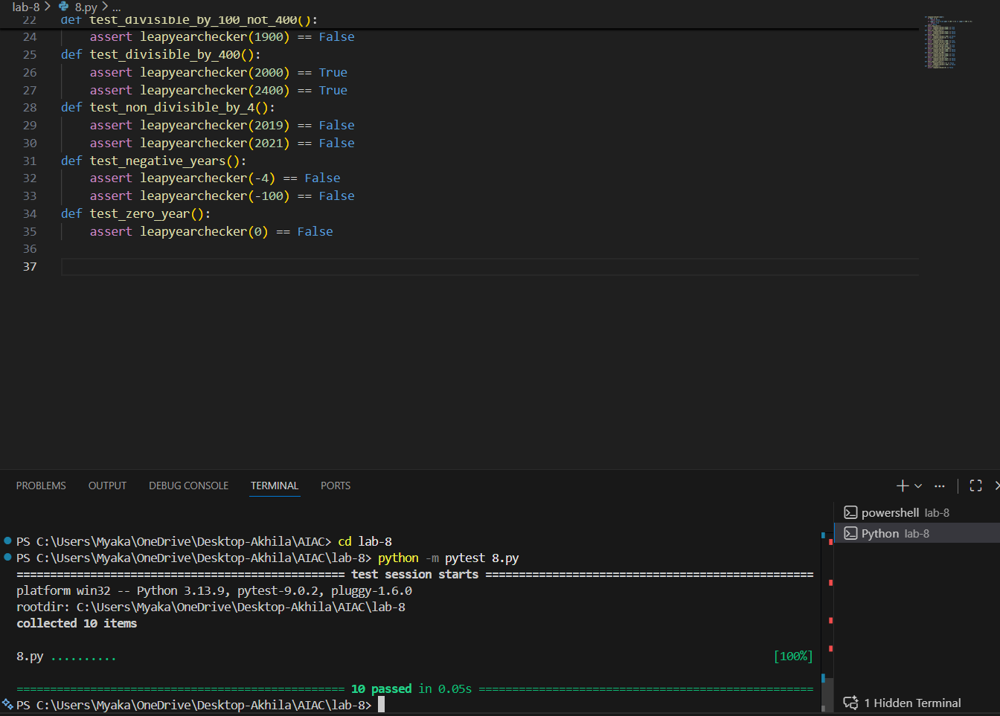 lab-8 > 8.py > ...
22 def test_divisible_by_100_not_400():
24 assert leapyearchecker(1900) == False
25 def test_divisible_by_400():
26 assert leapyearchecker(2000) == True
27 assert leapyearchecker(2400) == True
28 def test_non_divisible_by_4():
29 assert leapyearchecker(2019) == False
30 assert leapyearchecker(2021) == False
31 def test_negative_years():
32 assert leapyearchecker(-4) == False
33 assert leapyearchecker(-100) == False
34 def test_zero_year():
35 assert leapyearchecker(0) == False
36
37
PROBLEMS OUTPUT DEBUG CONSOLE TERMINAL PORTS
PS C:\Users\Myaka\OneDrive\Desktop-Akhila\AIAC> cd lab-8
PS C:\Users\Myaka\OneDrive\Desktop-Akhila\AIAC\lab-8> python -m pytest 8.py
================================================= test session starts =================================================
platform win32 -- Python 3.13.9, pytest-9.0.2, pluggy-1.6.0
rootdir: C:\Users\Myaka\OneDrive\Desktop-Akhila\AIAC\lab-8
collected 10 items
8.py .......... [100%]
================================================= 10 passed in 0.05s ==================================================
PS C:\Users\Myaka\OneDrive\Desktop-Akhila\AIAC\lab-8>
powershell lab-8
Python lab-8
1 Hidden Terminal